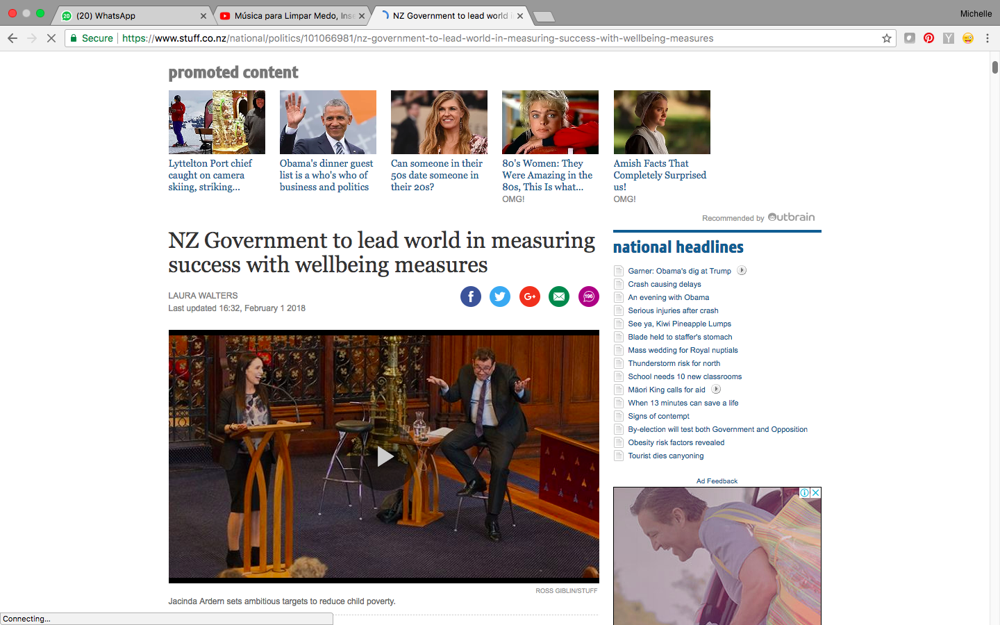 (20) WhatsApp
Música para Limpar Medo, Inse
NZ Government to lead world i
Michelle
Secure
https://www.stuff.co.nz/national/politics/101066981/nz-government-to-lead-world-in-measuring-success-with-wellbeing-measures
promoted content
Lyttelton Port chief
caught on camera
skiing, striking...
Obama's dinner guest
list is a who's who of
business and politics
Can someone in their
50s date someone in
their 20s?
80's Women: They
Were Amazing in the
80s, This Is what...
OMG!
Amish Facts That
Completely Surprised
us!
OMG!
Recommended by Outbrain
NZ Government to lead world in measuring
success with wellbeing measures
LAURA WALTERS
Last updated 16:32, February 1 2018
196
ROSS GIBLIN/STUFF
Jacinda Ardern sets ambitious targets to reduce child poverty.
national headlines
Garner: Obama's dig at Trump
Crash causing delays
An evening with Obama
Serious injuries after crash
See ya, Kiwi Pineapple Lumps
Blade held to staffer's stomach
Mass wedding for Royal nuptials
Thunderstorm risk for north
School needs 10 new classrooms
Māori King calls for aid
When 13 minutes can save a life
Signs of contempt
By-election will test both Government and Opposition
Obesity risk factors revealed
Tourist dies canyoning
Ad Feedback
Connecting...